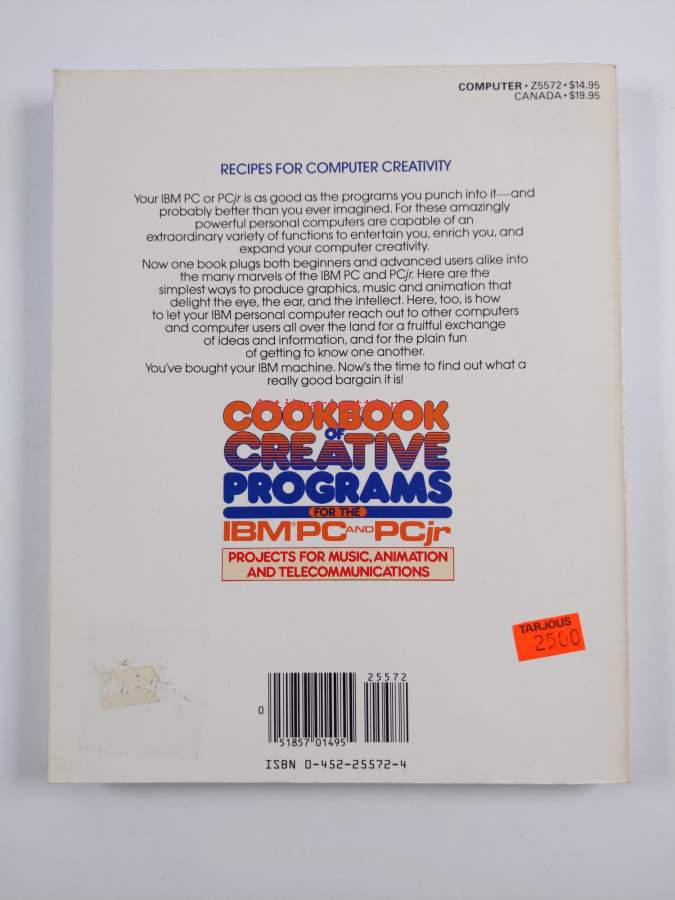 COMPUTER • Z5572 • $14.95
CANADA • $19.95
RECIPES FOR COMPUTER CREATIVITY
Your IBM PC or PCjr is as good as the programs you punch into it—and
probably better than you ever imagined. For these amazingly
powerful personal computers are capable of an
extraordinary variety of functions to entertain you, enrich you, and
expand your computer creativity.
Now one book plugs both beginners and advanced users alike into
the many marvels of the IBM PC and PCjr. Here are the
simplest ways to produce graphics, music and animation that
delight the eye, the ear, and the intellect. Here, too, is how
to let your IBM personal computer reach out to other computers
and computer users all over the land for a fruitful exchange
of ideas and information, and for the plain fun
of getting to know one another.
You've bought your IBM machine. Now's the time to find out what a
really good bargain it is!
COOKBOOK
OF
CREATIVE
PROGRAMS
FOR THE
IBM® PC AND PCjr
PROJECTS FOR MUSIC, ANIMATION
AND TELECOMMUNICATIONS
TARJOUS
25.00
25572
0
51857 01495
ISBN 0-452-25572-4